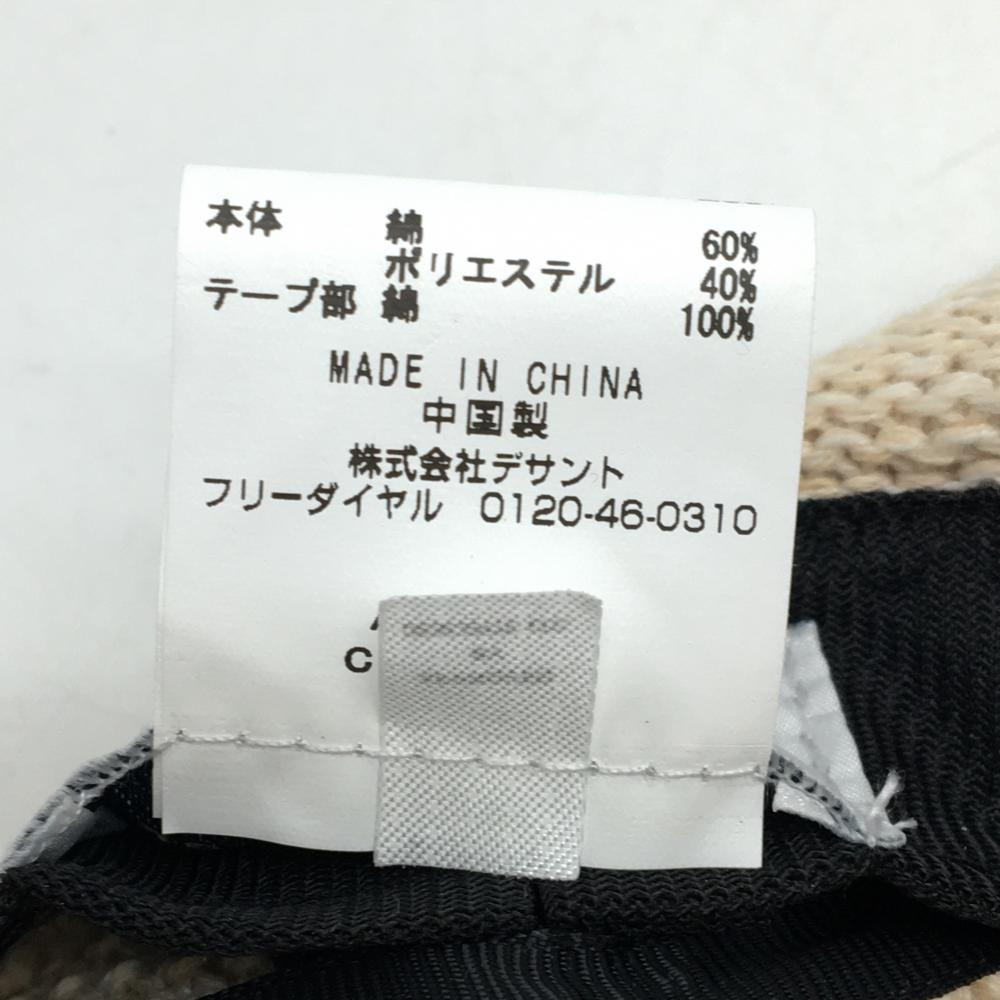 本体 綿 60%
ポリエステル 40%
テープ部 綿 100%
MADE IN CHINA
中国製
株式会社デサント
フリーダイヤル 0120-46-0310
C